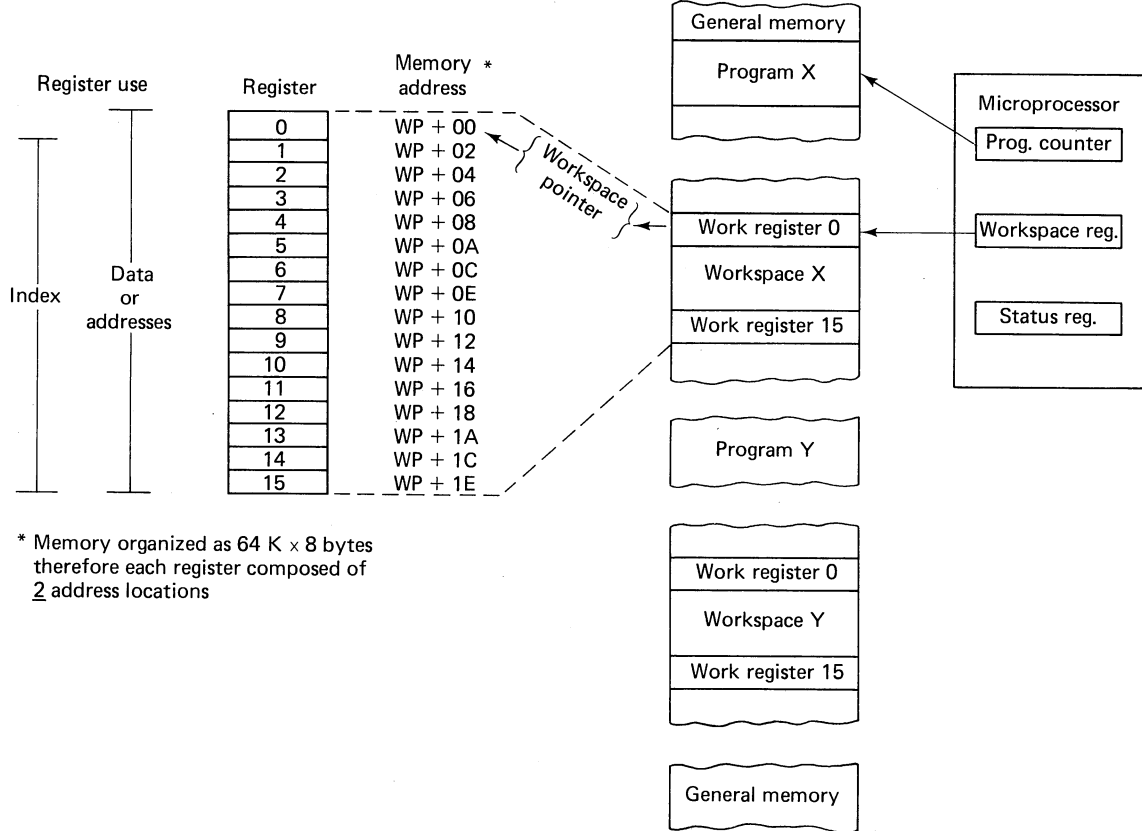 Register use
Index
Data
or
addresses
Register
0
1
2
3
4
5
6
7
8
9
10
11
12
13
14
15
Memory *
address
WP + 00
WP + 02
WP + 04
WP + 06
WP + 08
WP + 0A
WP + 0C
WP + 0E
WP + 10
WP + 12
WP + 14
WP + 16
WP + 18
WP + 1A
WP + 1C
WP + 1E
Workspace
pointer
* Memory organized as 64 K × 8 bytes
therefore each register composed of
2 address locations
General memory
Program X
Work register 0
Workspace X
Work register 15
Program Y
Work register 0
Workspace Y
Work register 15
General memory
Microprocessor
Prog. counter
Workspace reg.
Status reg.